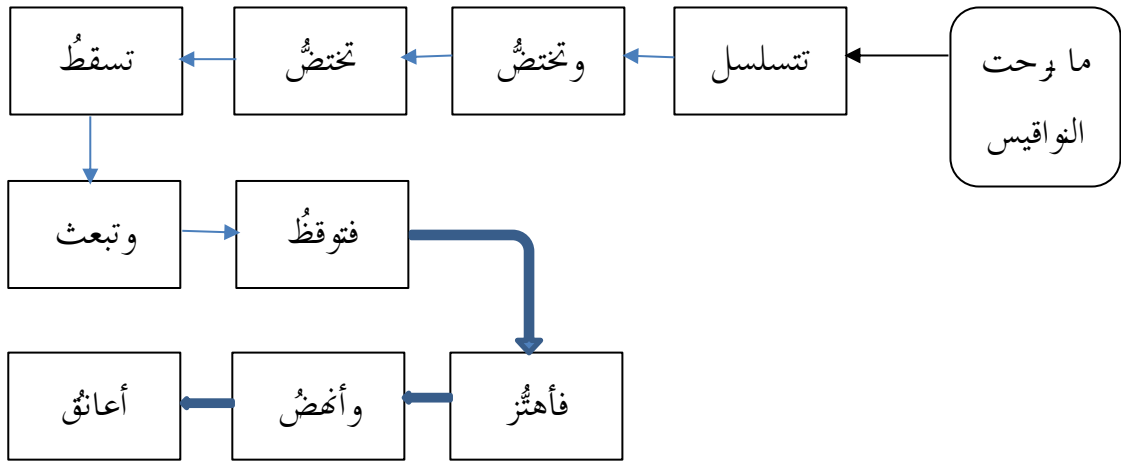 ما برحت
النواقيس
تتسلسل
وتختضُّ
تختضُّ
تسقطُ
وتبعث
فتوقظُ
فأهتُّز
وأنهضُ
أعانقُ